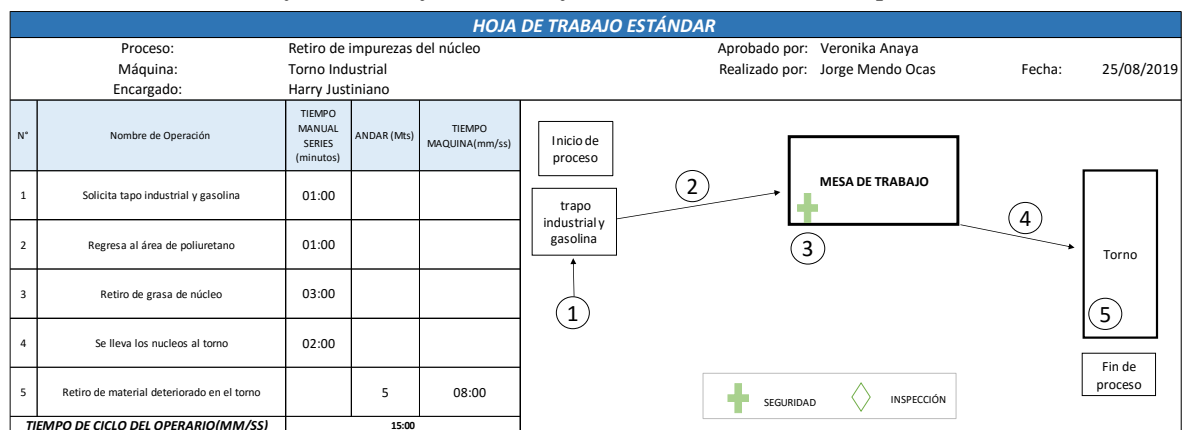 HOJA DE TRABAJO ESTÁNDAR
Proceso: Retiro de impurezas del núcleo Aprobado por: Veronika Anaya
Máquina: Torno Industrial Realizado por: Jorge Mendo Ocas Fecha: 25/08/2019
Encargado: Harry Justiniano
N° Nombre de Operación TIEMPO MANUAL SERIES (minutos) ANDAR (Mts) TIEMPO MAQUINA(mm/ss)
1 Solicita tapo industrial y gasolina 01:00
2 Regresa al área de poliuretano 01:00
3 Retiro de grasa de núcleo 03:00
4 Se lleva los nucleos al torno 02:00
5 Retiro de material deteriorado en el torno 5 08:00
TIEMPO DE CICLO DEL OPERARIO(MM/SS) 15:00
Inicio de
proceso
trapo
industrial y
gasolina
1
2
MESA DE TRABAJO
3
4
Torno
5
Fin de
proceso
SEGURIDAD INSPECCIÓN